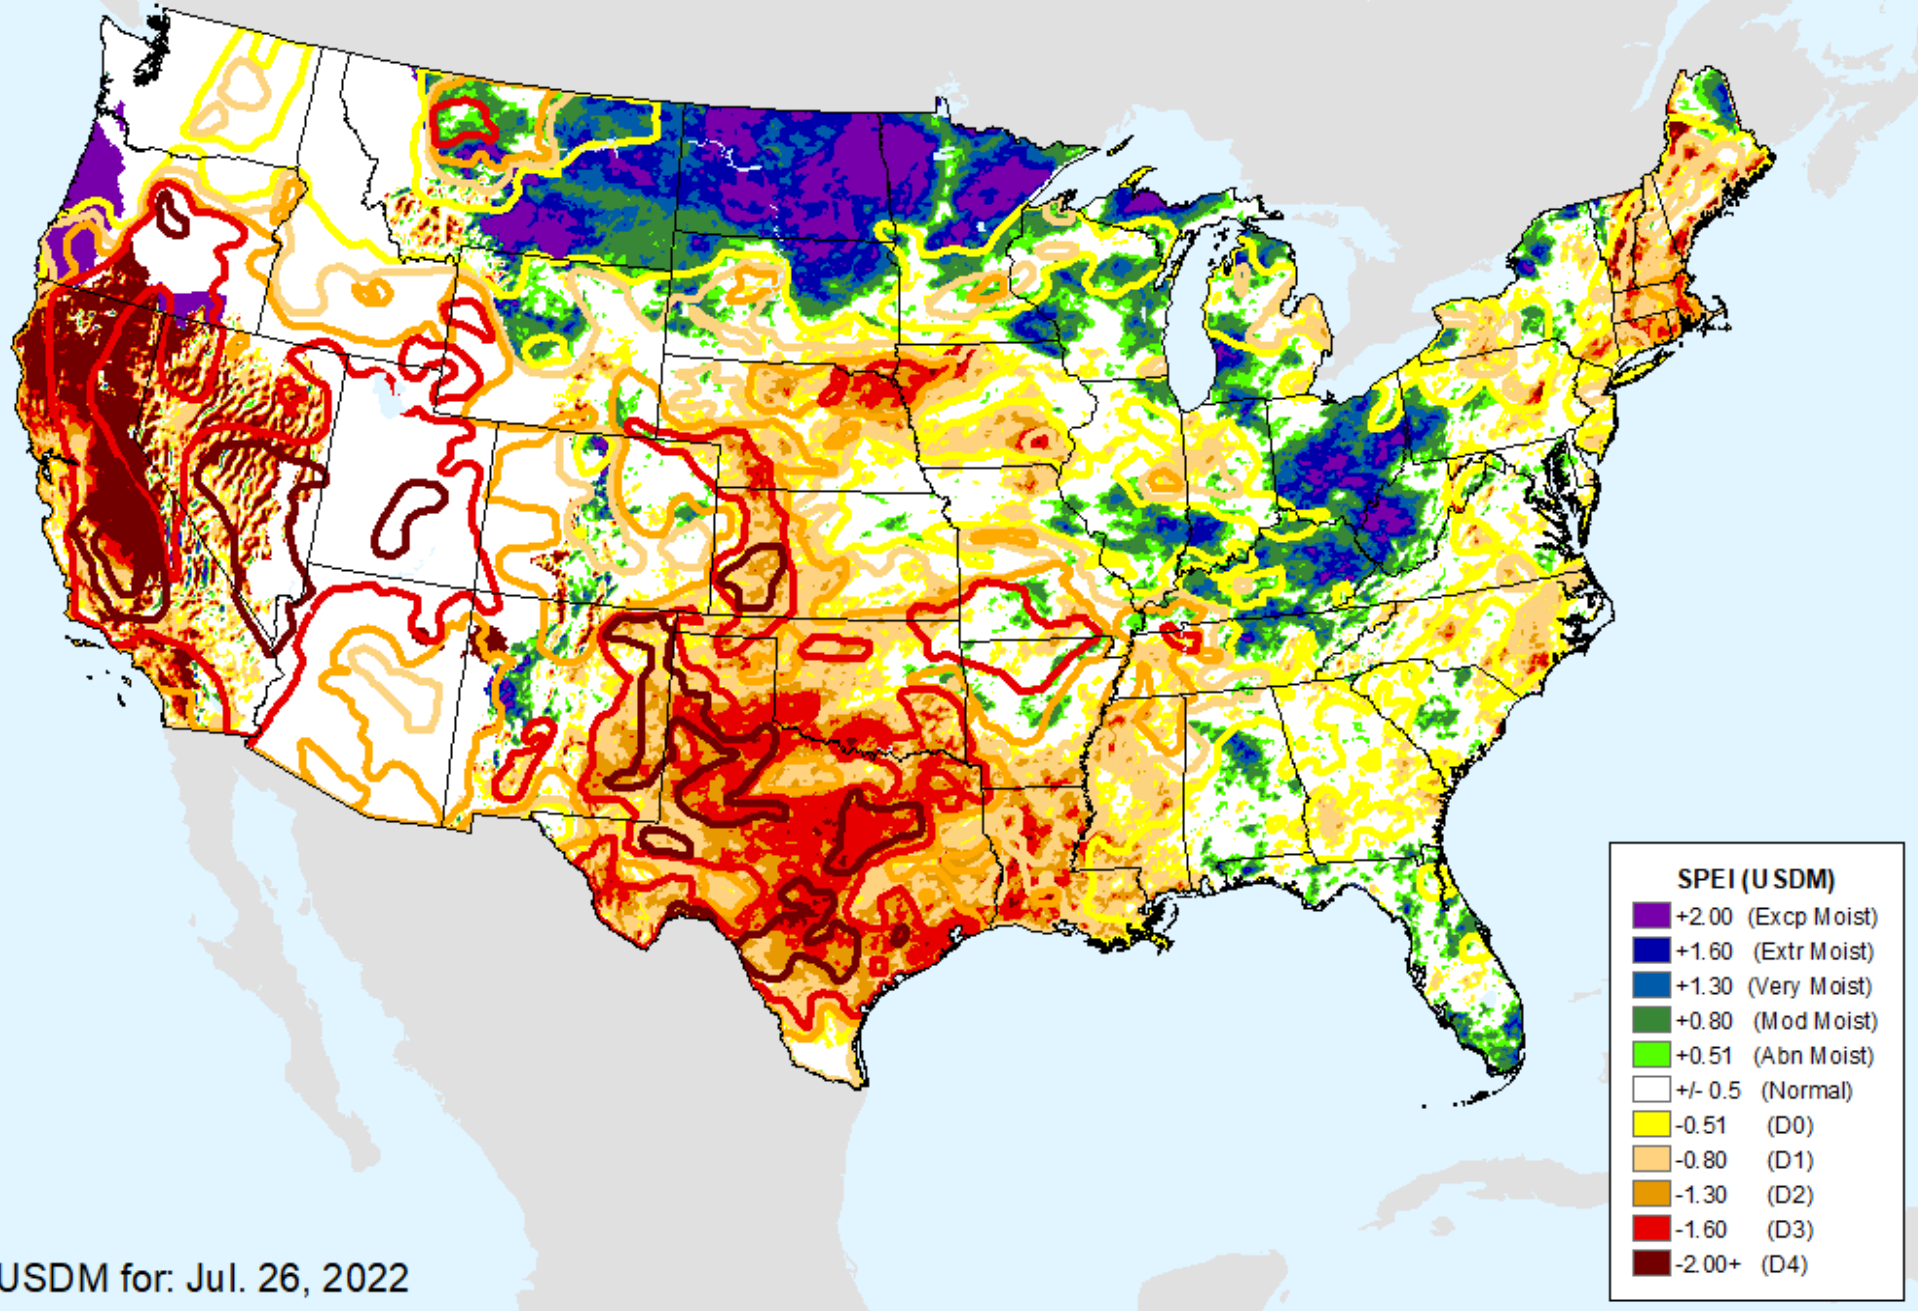 SPEI (USDM)
+2.00 (Excp Moist)
+1.60 (Extr Moist)
+1.30 (Very Moist)
+0.80 (Mod Moist)
+0.51 (Abn Moist)
+/- 0.5 (Normal)
-0.51 (D0)
-0.80 (D1)
-1.30 (D2)
-1.60 (D3)
-2.00+ (D4)
USDM for: Jul. 26, 2022